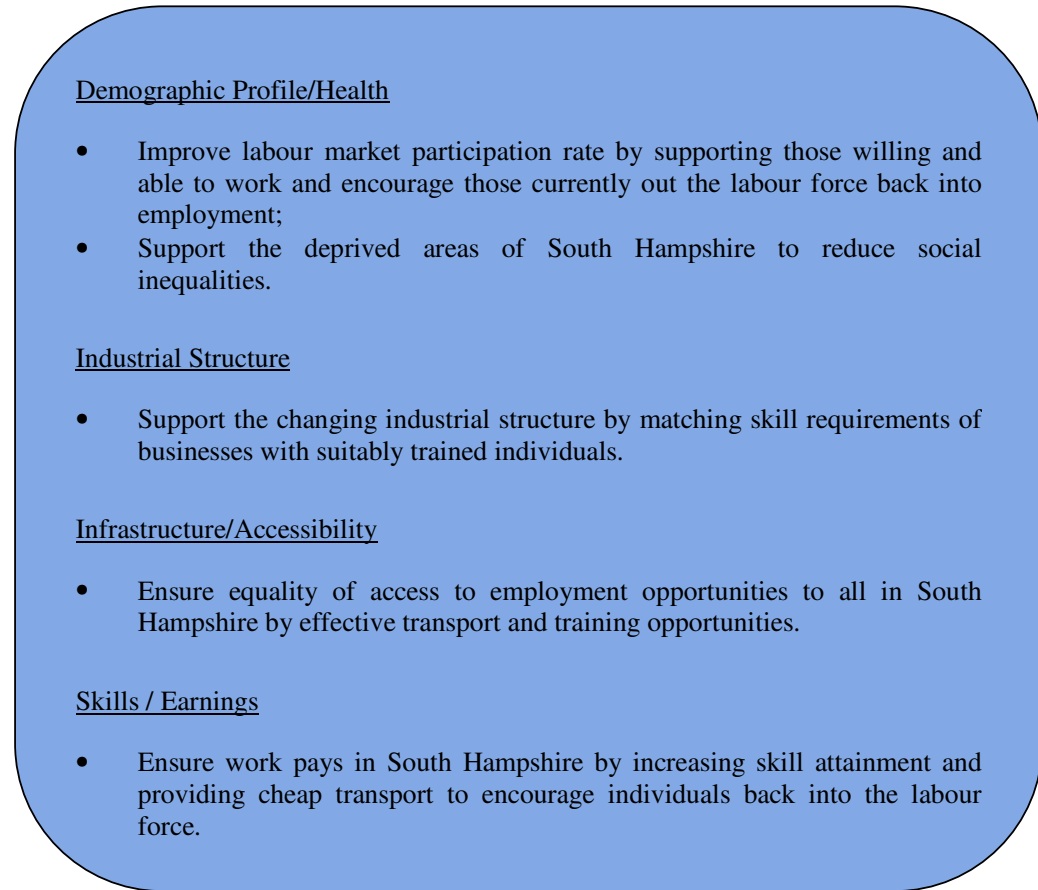 Demographic Profile/Health
• Improve labour market participation rate by supporting those willing and
able to work and encourage those currently out the labour force back into
employment;
• Support the deprived areas of South Hampshire to reduce social
inequalities.
Industrial Structure
• Support the changing industrial structure by matching skill requirements of
businesses with suitably trained individuals.
Infrastructure/Accessibility
• Ensure equality of access to employment opportunities to all in South
Hampshire by effective transport and training opportunities.
Skills / Earnings
• Ensure work pays in South Hampshire by increasing skill attainment and
providing cheap transport to encourage individuals back into the labour
force.